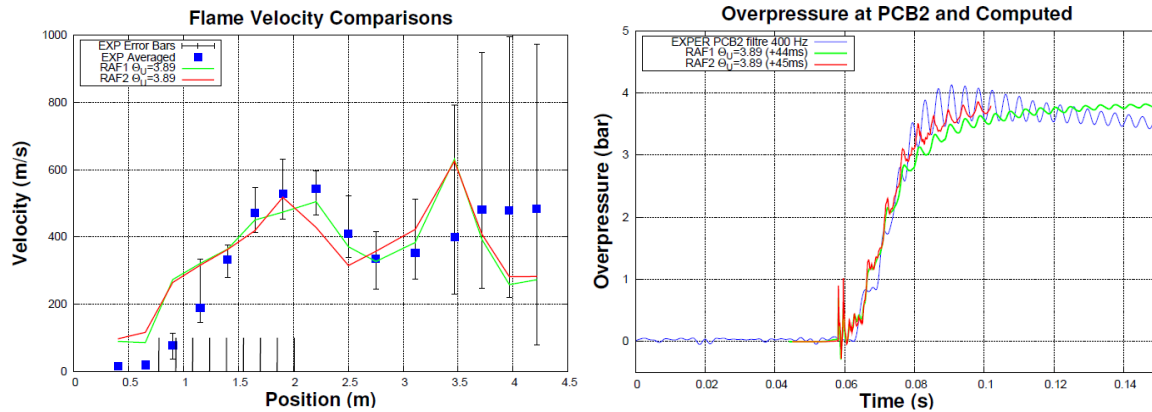 Flame Velocity Comparisons
EXP Error Bars
EXP Averaged
RAF1 Θ_U=3.89
RAF2 Θ_U=3.89
1000
800
600
400
200
0
Velocity (m/s)
0 0.5 1 1.5 2 2.5 3 3.5 4 4.5
Position (m)
Overpressure at PCB2 and Computed
EXPER PCB2 filtre 400 Hz
RAF1 Θ_U=3.89 (+44ms)
RAF2 Θ_U=3.89 (+45ms)
5
4
3
2
1
0
Overpressure (bar)
0 0.02 0.04 0.06 0.08 0.1 0.12 0.14
Time (s)